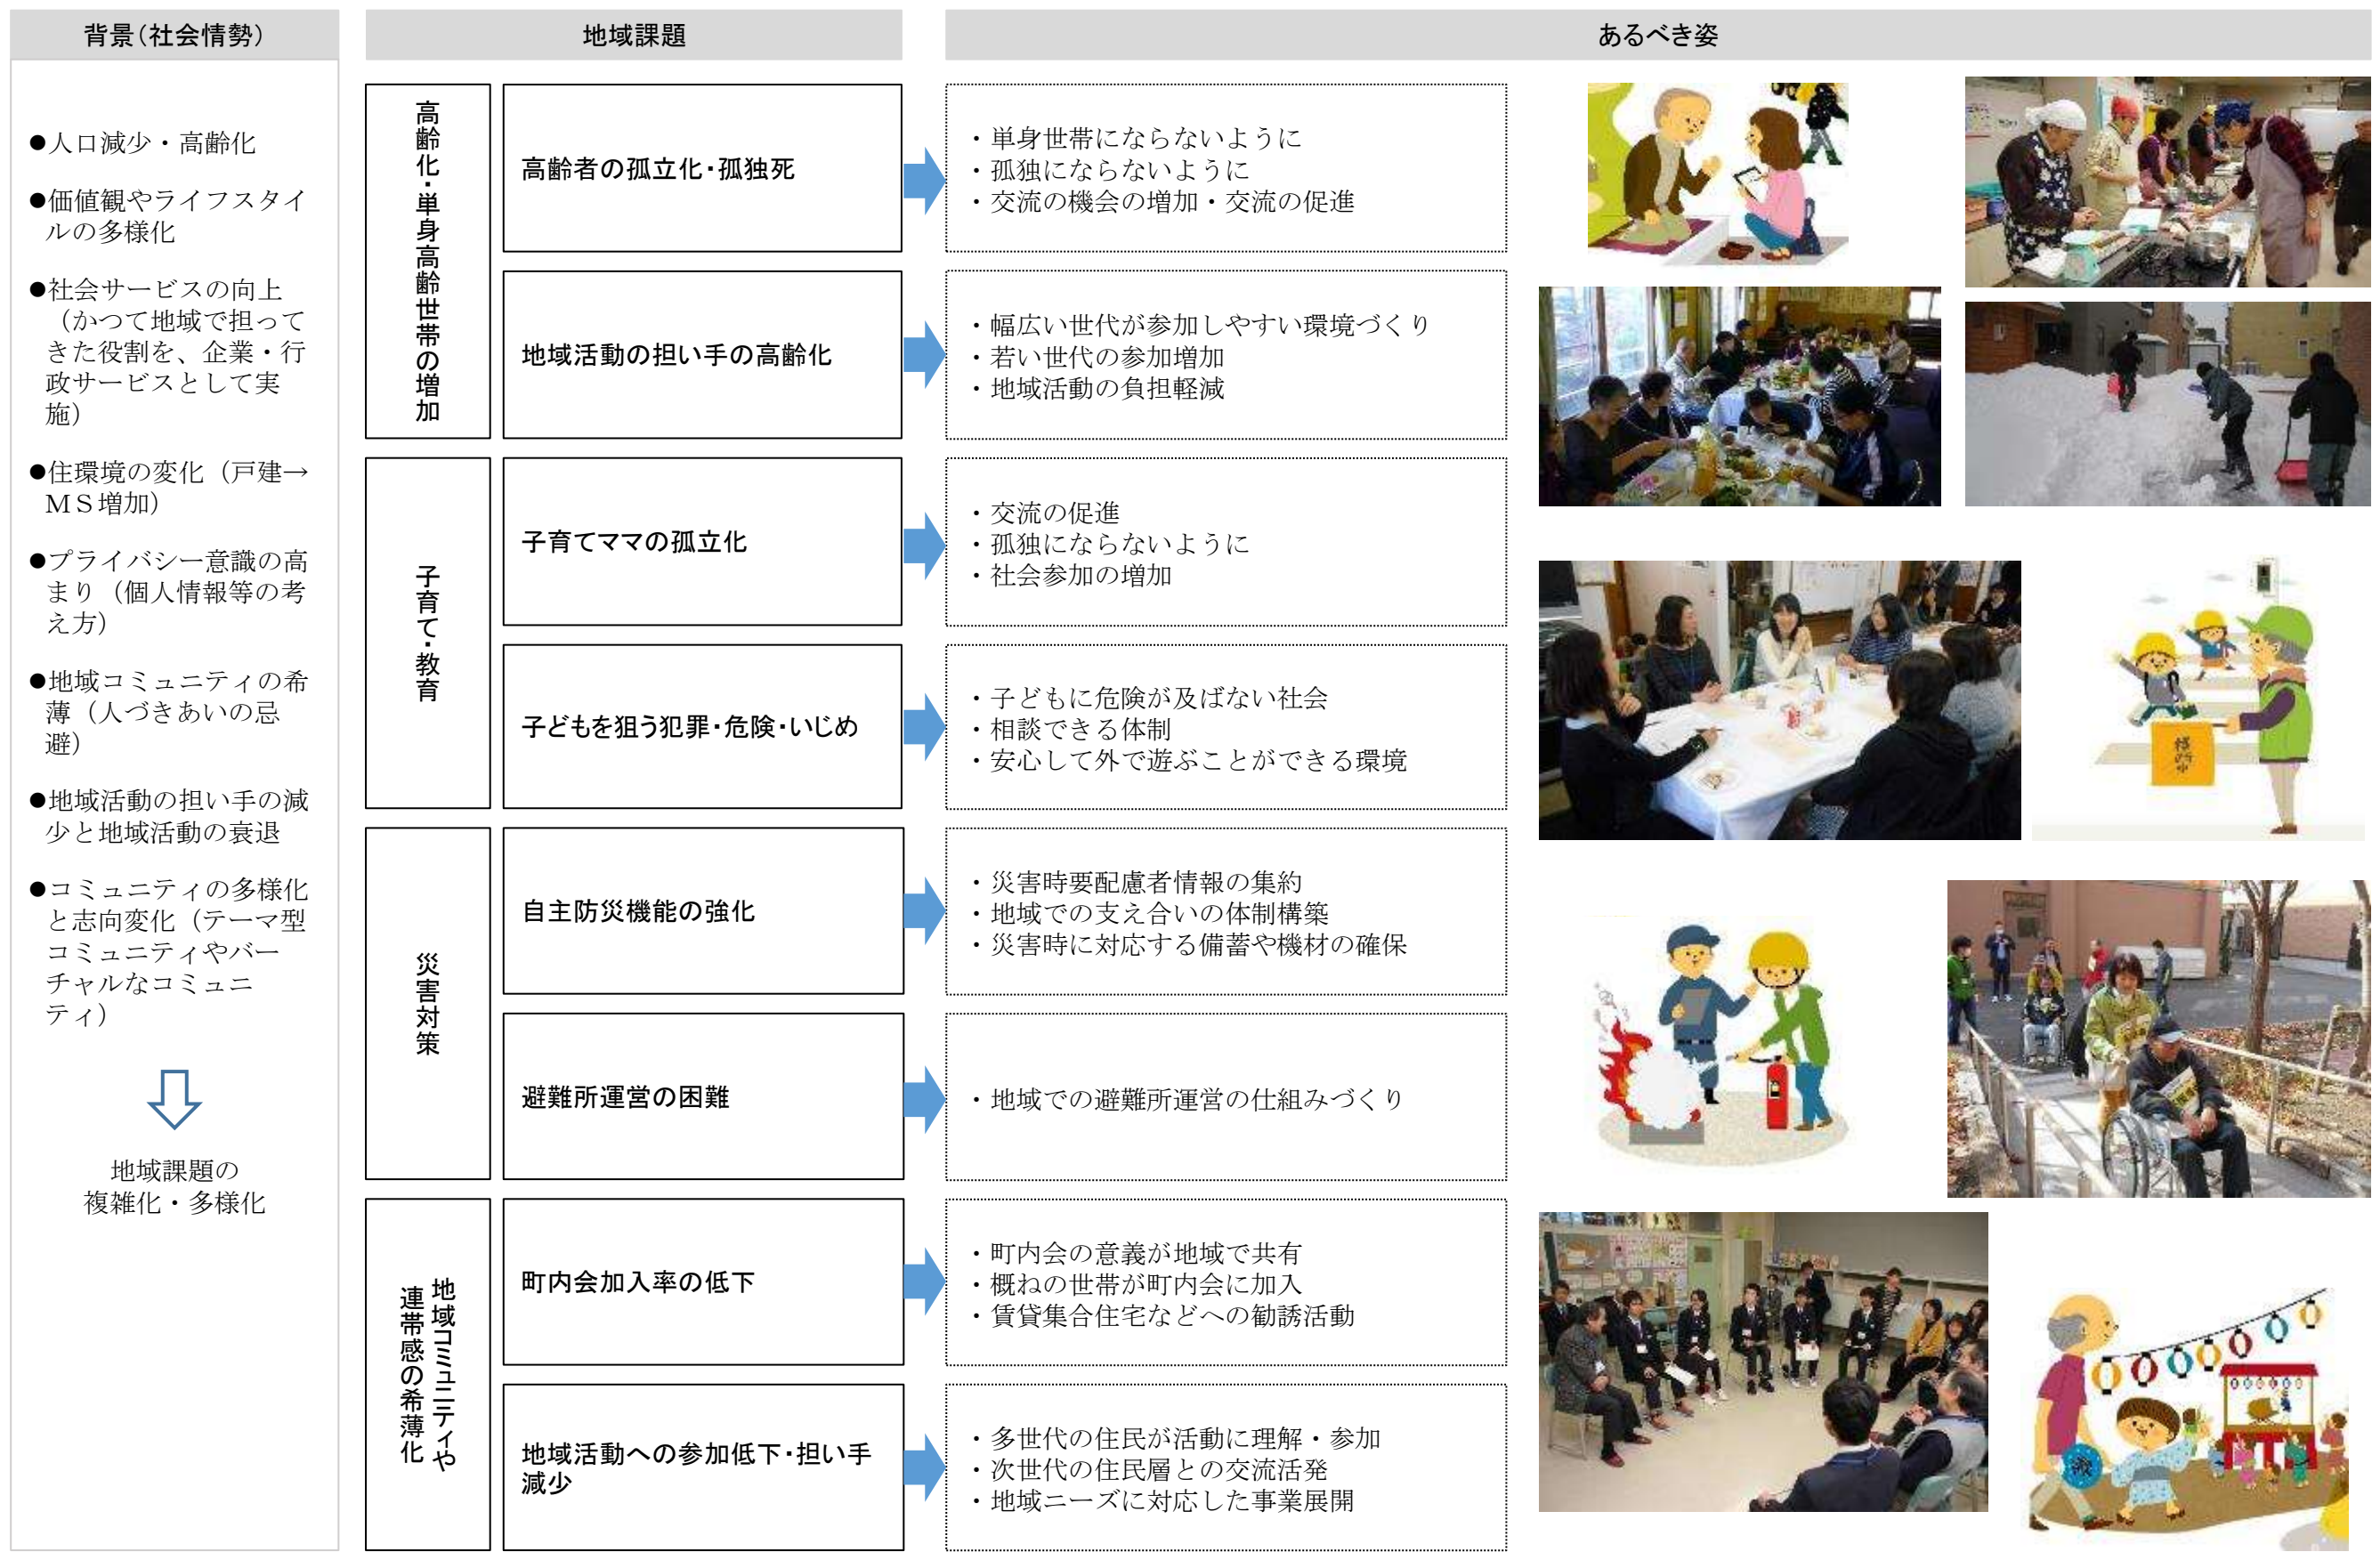 背景（社会情勢）
●人口減少・高齢化
●価値観やライフスタイ
ルの多様化
●社会サービスの向上
（かつて地域で担って
きた役割を、企業・行
政サービスとして実
施）
●住環境の変化（戸建→
ＭＳ増加）
●プライバシー意識の高
まり（個人情報等の考
え方）
●地域コミュニティの希
薄（人づきあいの忌
避）
●地域活動の担い手の減
少と地域活動の衰退
●コミュニティの多様化
と志向変化（テーマ型
コミュニティやバー
チャルなコミュニ
ティ）
地域課題の
複雑化・多様化
地域課題
あるべき姿
高齢化・単身高齢世帯の増加
高齢者の孤立化・孤独死
・単身世帯にならないように
・孤独にならないように
・交流の機会の増加・交流の促進
地域活動の担い手の高齢化
・幅広い世代が参加しやすい環境づくり
・若い世代の参加増加
・地域活動の負担軽減
子育て・教育
子育てママの孤立化
・交流の促進
・孤独にならないように
・社会参加の増加
子どもを狙う犯罪・危険・いじめ
・子どもに危険が及ばない社会
・相談できる体制
・安心して外で遊ぶことができる環境
災害対策
自主防災機能の強化
・災害時要配慮者情報の集約
・地域での支え合いの体制構築
・災害時に対応する備蓄や機材の確保
避難所運営の困難
・地域での避難所運営の仕組みづくり
地域コミュニティや
連帯感の希薄化
町内会加入率の低下
・町内会の意義が地域で共有
・概ねの世帯が町内会に加入
・賃貸集合住宅などへの勧誘活動
地域活動への参加低下・担い手
減少
・多世代の住民が活動に理解・参加
・次世代の住民層との交流活発
・地域ニーズに対応した事業展開